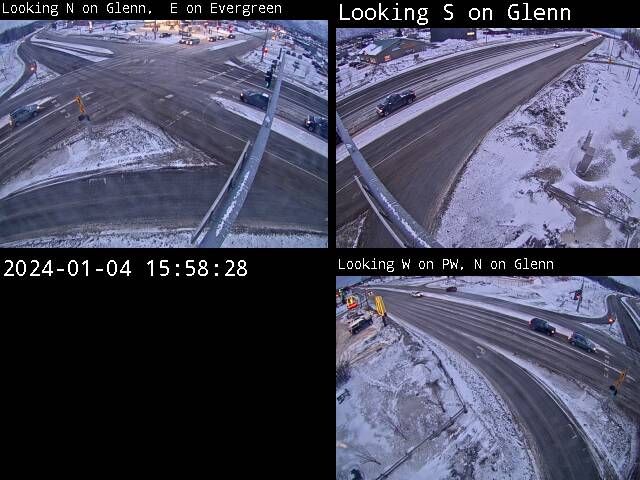 Looking N on Glenn,  E on Evergreen
Looking S on Glenn
2024-01-04 15:58:28
Looking W on PW, N on Glenn